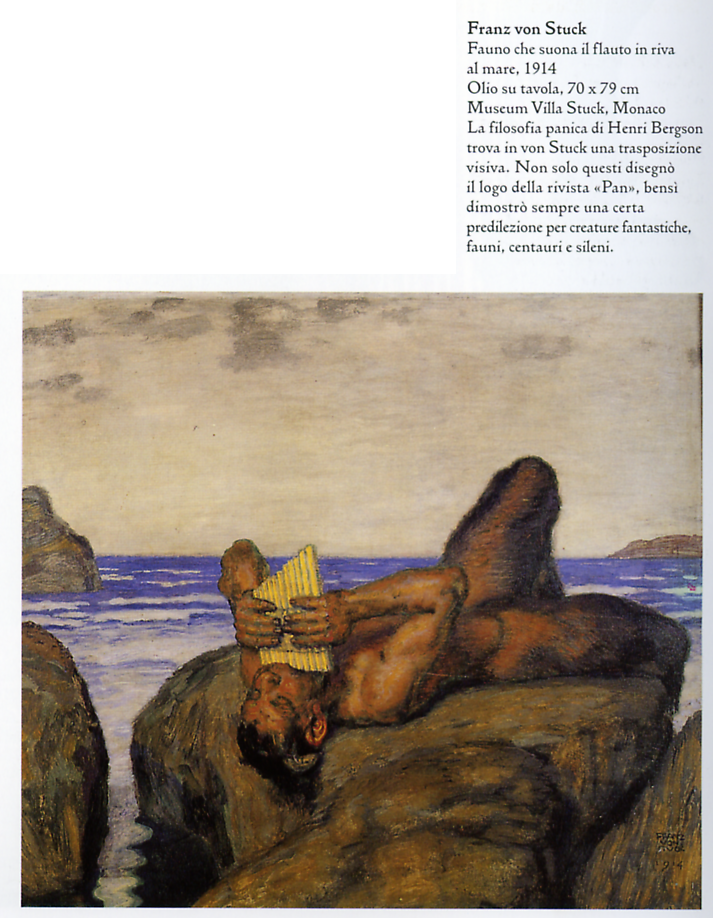 Franz von Stuck
Fauno che suona il flauto in riva
al mare, 1914
Olio su tavola, 70 x 79 cm
Museum Villa Stuck, Monaco
La filosofia panica di Henri Bergson
trova in von Stuck una trasposizione
visiva. Non solo questi disegnò
il logo della rivista «Pan», bensì
dimostrò sempre una certa
predilezione per creature fantastiche,
fauni, centauri e sileni.
FRANZ
VON
1914